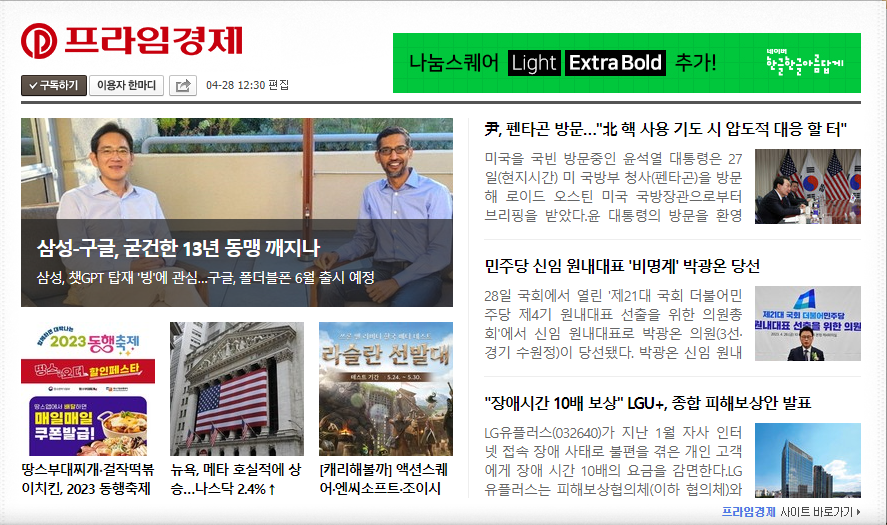 프라임경제
구독하기 이용자 한마디 04-28 12:30 편집
나눔스퀘어 Light Extra Bold 추가!
네이버
한글한글아름답게
삼성-구글, 굳건한 13년 동맹 깨지나
삼성, 챗GPT 탑재 '빙'에 관심...구글, 폴더블폰 6월 출시 예정
2023 동행축제
땅스 오더 할인페스타
땅스앱에서 배달하면
매일매일
쿠폰발급!
땅스부대찌개·걸작떡볶
이치킨, 2023 동행축제
뉴욕, 메타 호실적에 상
승...나스닥 2.4%↑
라슬란 선발대
테스트 기간 5.24. ~ 5.30.
[캐리해볼까] 액션스퀘
어·엔씨소프트·조이시
尹, 펜타곤 방문..."北 핵 사용 기도 시 압도적 대응 할 터"
미국을 국빈 방문중인 윤석열 대통령은 27
일(현지시간) 미 국방부 청사(펜타곤)을 방문
해 로이드 오스틴 미국 국방장관으로부터
브리핑을 받았다.윤 대통령의 방문을 환영
민주당 신임 원내대표 '비명계' 박광온 당선
28일 국회에서 열린 '제21대 국회 더불어민
주당 제4기 원내대표 선출을 위한 의원총
회'에서 신임 원내대표로 박광온 의원(3선·
경기 수원정)이 당선됐다. 박광온 신임 원내
제21대 국회 더불어민주당
원내대표 선출을 위한 의원
"장애시간 10배 보상" LGU+, 종합 피해보상안 발표
LG유플러스(032640)가 지난 1월 자사 인터
넷 접속 장애 사태로 불편을 겪은 개인 고객
에게 장애 시간 10배의 요금을 감면한다.LG
유플러스는 피해보상협의체(이하 협의체)와
프라임경제 사이트 바로가기